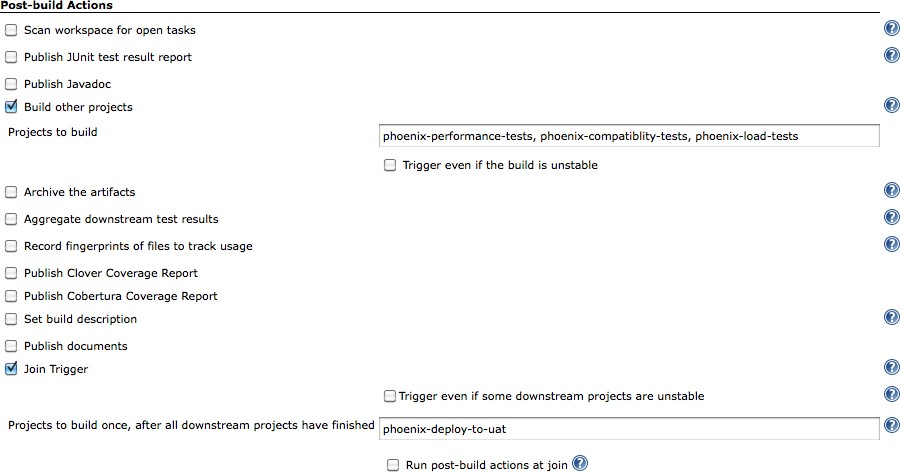 Post-build Actions
Scan workspace for open tasks
Publish JUnit test result report
Publish Javadoc
Build other projects
Projects to build
phoenix-performance-tests, phoenix-compatiblity-tests, phoenix-load-tests
Trigger even if the build is unstable
Archive the artifacts
Aggregate downstream test results
Record fingerprints of files to track usage
Publish Clover Coverage Report
Publish Cobertura Coverage Report
Set build description
Publish documents
Join Trigger
Trigger even if some downstream projects are unstable
Projects to build once, after all downstream projects have finished
phoenix-deploy-to-uat
Run post-build actions at join